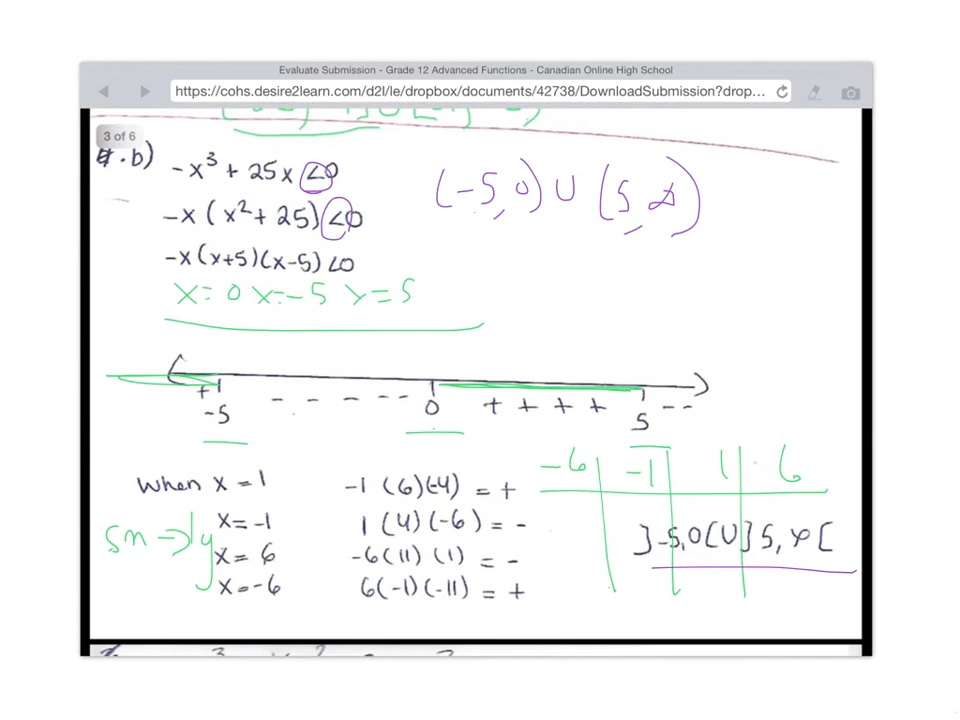 Evaluate Submission - Grade 12 Advanced Functions - Canadian Online High School
https://cohs.desire2learn.com/d2l/le/dropbox/documents/42738/DownloadSubmission?drop...
3 of 6
4. b)
-x³ + 25x <0
(-5, 0) U (5, ∞)
-x (x² + 25) <0
-x (x+5)(x-5) <0
x = 0 x = -5 x = 5
+ - - - - - + + + + - -
-5 0 5
-6 -1 1 6
when x = 1 -1 (6)(-4) = +
x = -1 1 (4)(-6) = -
]-5,0[ U ]5, ∞[
x = 6 -6 (11) (1) = -
x = -6 6(-1)(-11) = +